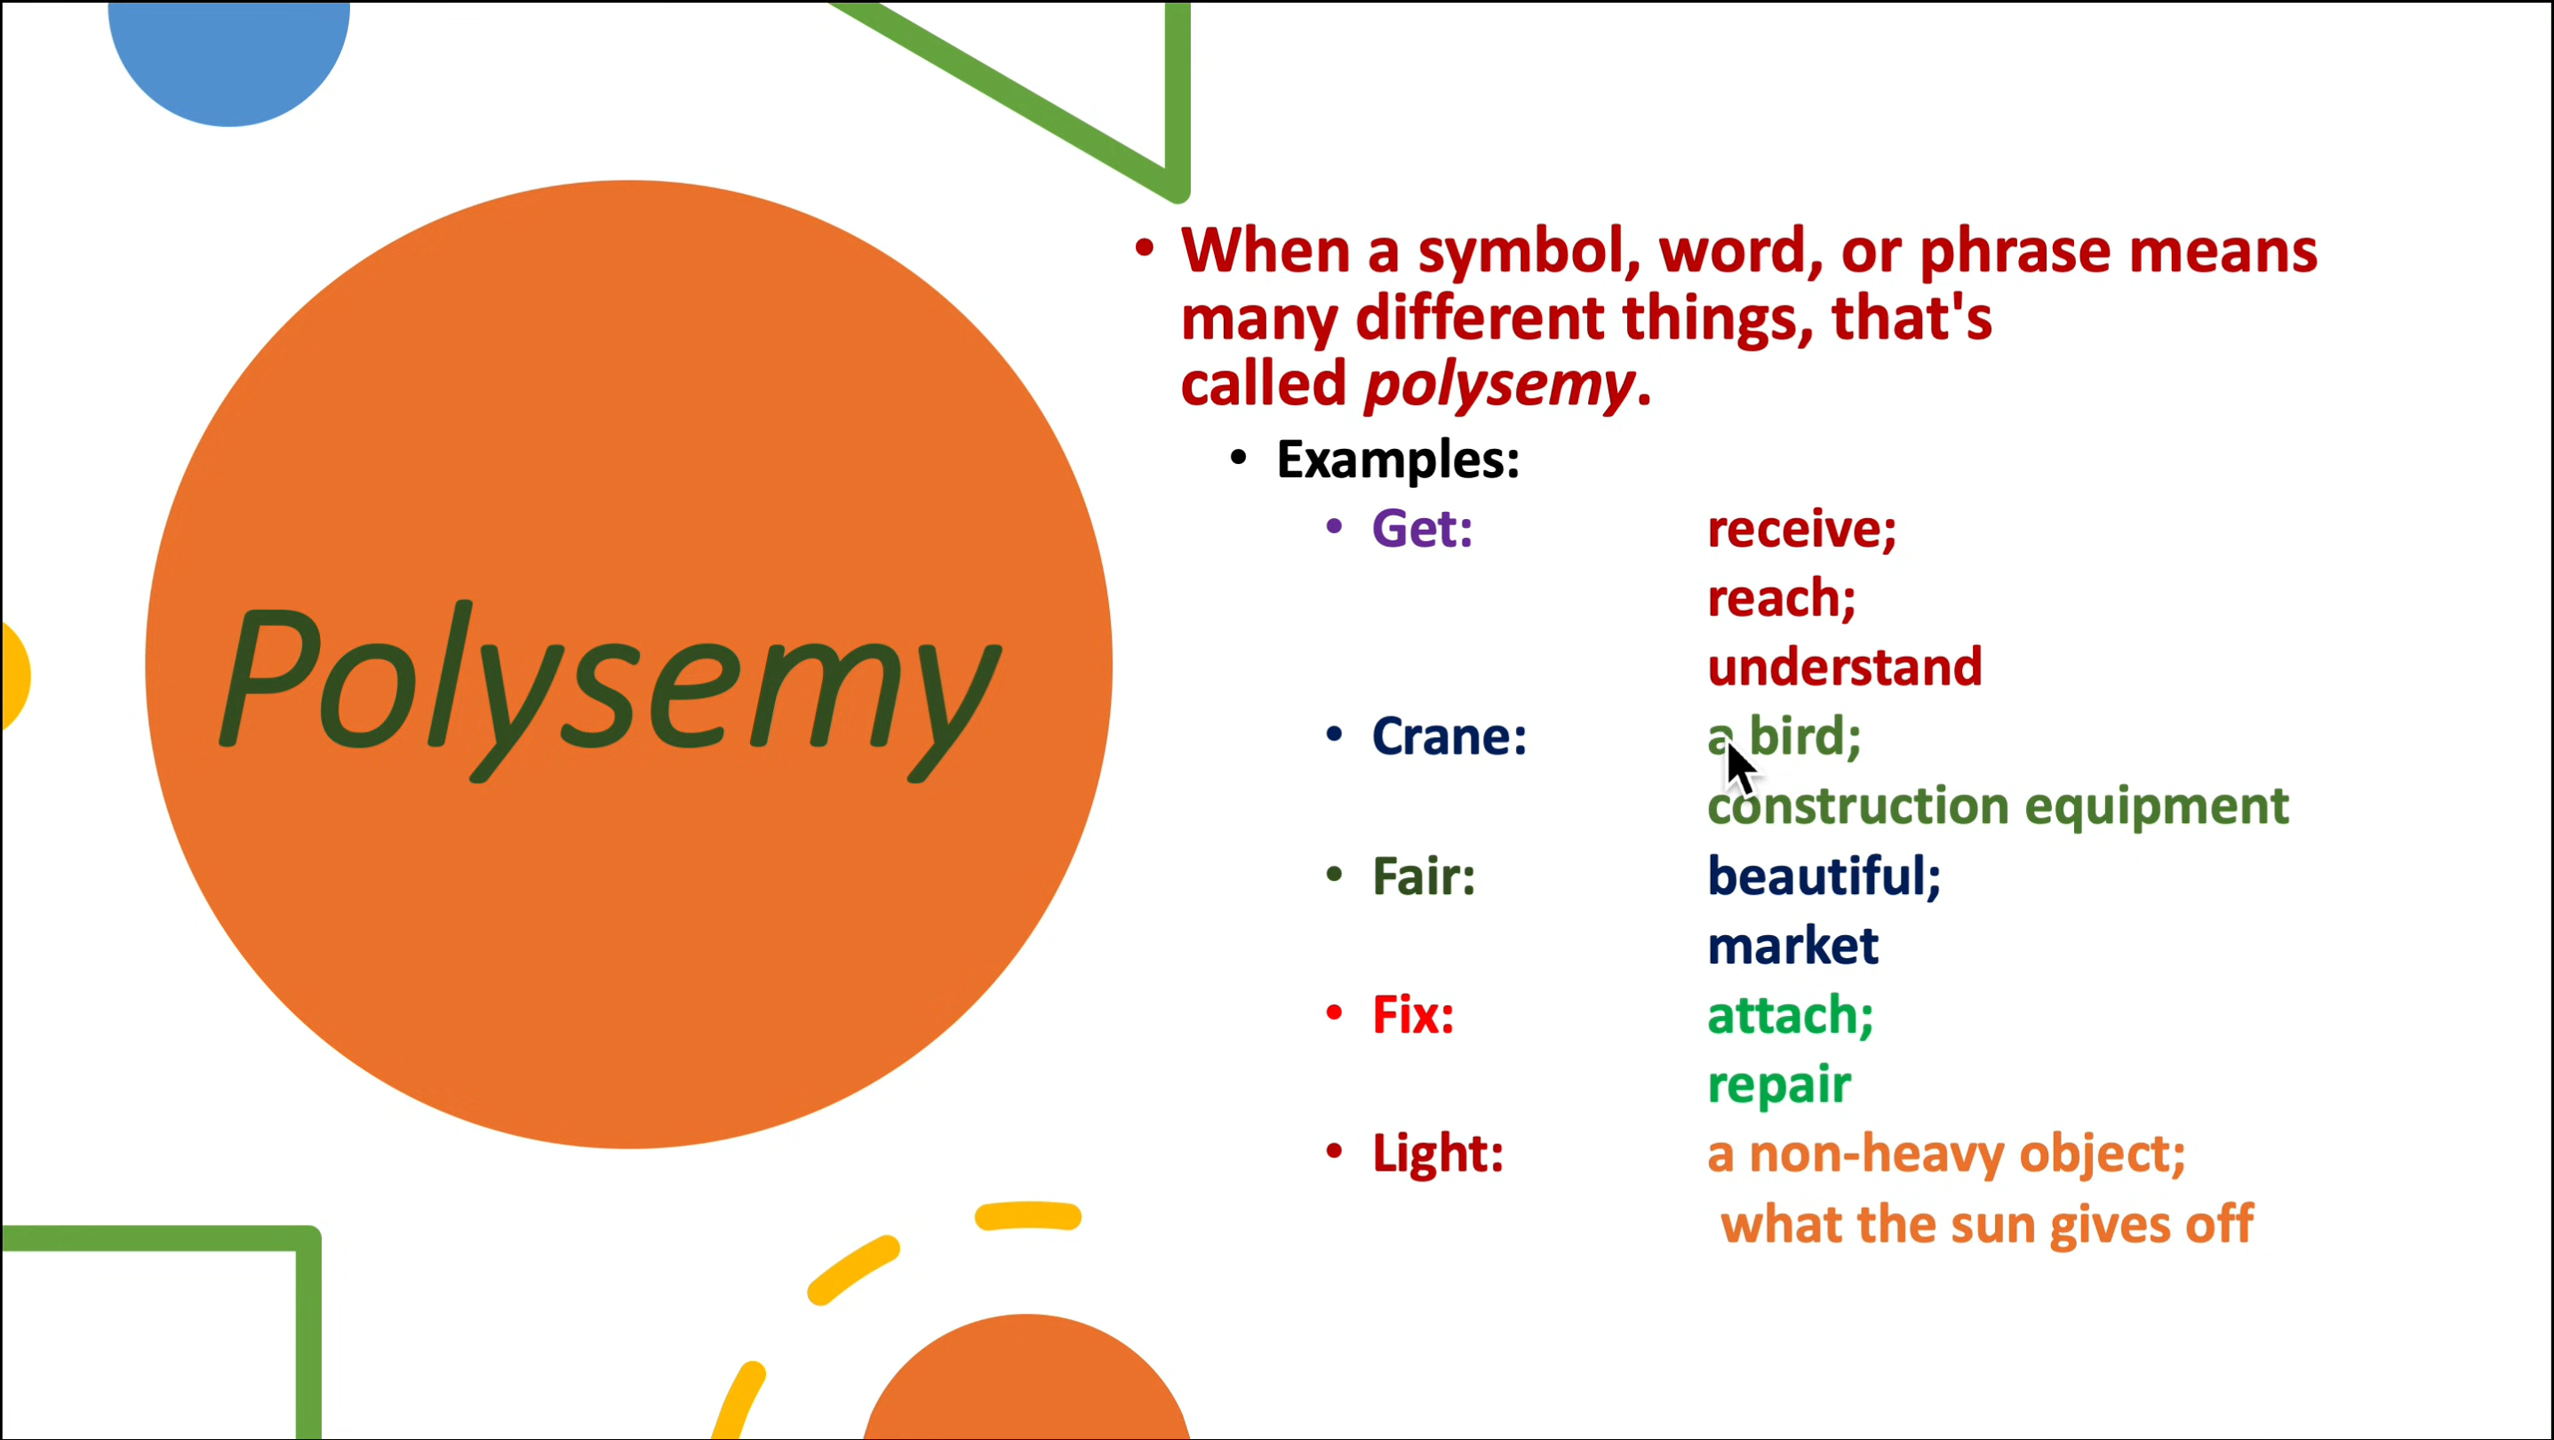 Polysemy
• When a symbol, word, or phrase means
many different things, that's
called polysemy.
• Examples:
• Get: receive;
reach;
understand
• Crane: a bird;
construction equipment
• Fair: beautiful;
market
• Fix: attach;
repair
• Light: a non-heavy object;
what the sun gives off